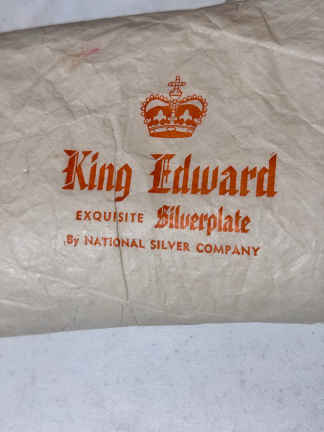 King Edward
EXQUISITE Silverplate
By NATIONAL SILVER COMPANY